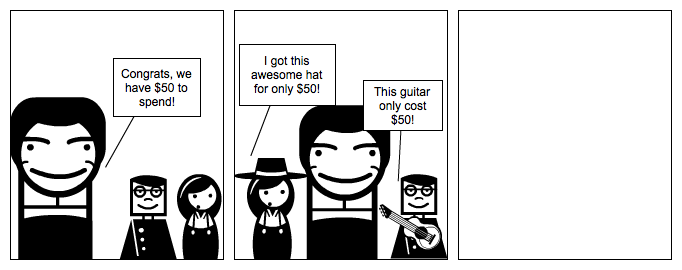 Congrats, we
have $50 to
spend!
I got this
awesome hat
for only $50!
This guitar
only cost
$50!